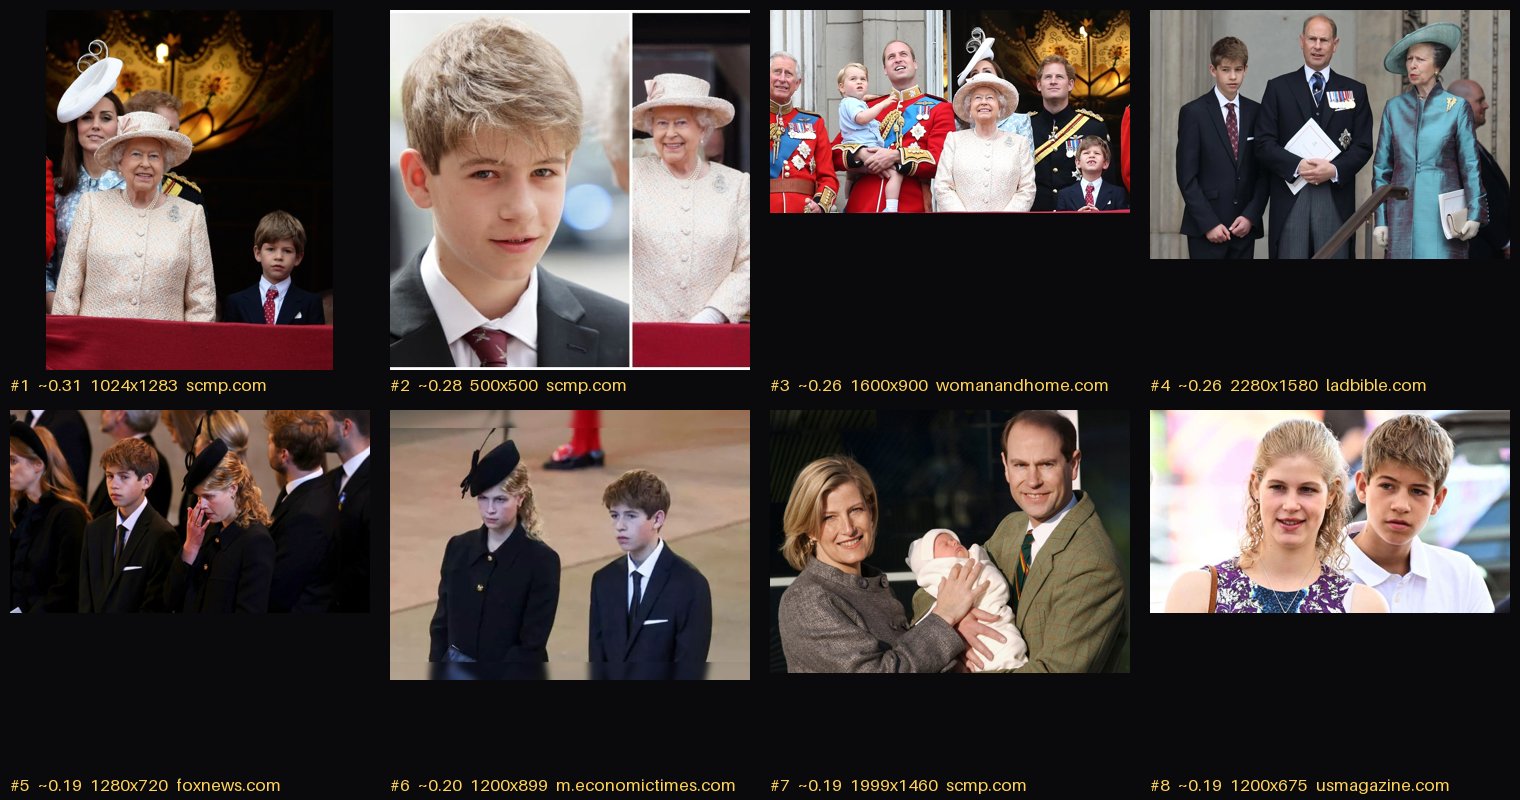 #1 ~0.31 1024x1283 scmp.com
#2 ~0.28 500x500 scmp.com
#3 ~0.26 1600x900 womanandhome.com
#4 ~0.26 2280x1580 ladbible.com
#5 ~0.19 1280x720 foxnews.com
#6 ~0.20 1200x899 m.economictimes.com
#7 ~0.19 1999x1460 scmp.com
#8 ~0.19 1200x675 usmagazine.com